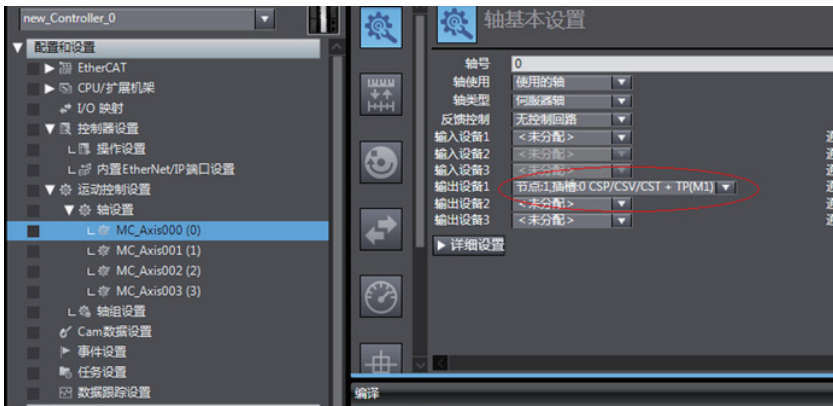 new_Controller_0
配置和设置
EtherCAT
CPU/扩展机架
I/O 映射
控制器设置
操作设置
内置EtherNet/IP端口设置
运动控制设置
轴设置
MC_Axis000 (0)
MC_Axis001 (1)
MC_Axis002 (2)
MC_Axis003 (3)
轴组设置
Cam数据设置
事件设置
任务设置
数据跟踪设置
轴基本设置
轴号 0
轴使用 使用的轴
轴类型 伺服器轴
反馈控制 无控制回路
输入设备1 <未分配>
输入设备2 <未分配>
输入设备3 <未分配>
输出设备1 节点:1,插槽:0 CSP/CSV/CST + TP(M1)
输出设备2 <未分配>
输出设备3 <未分配>
详细设置
编译